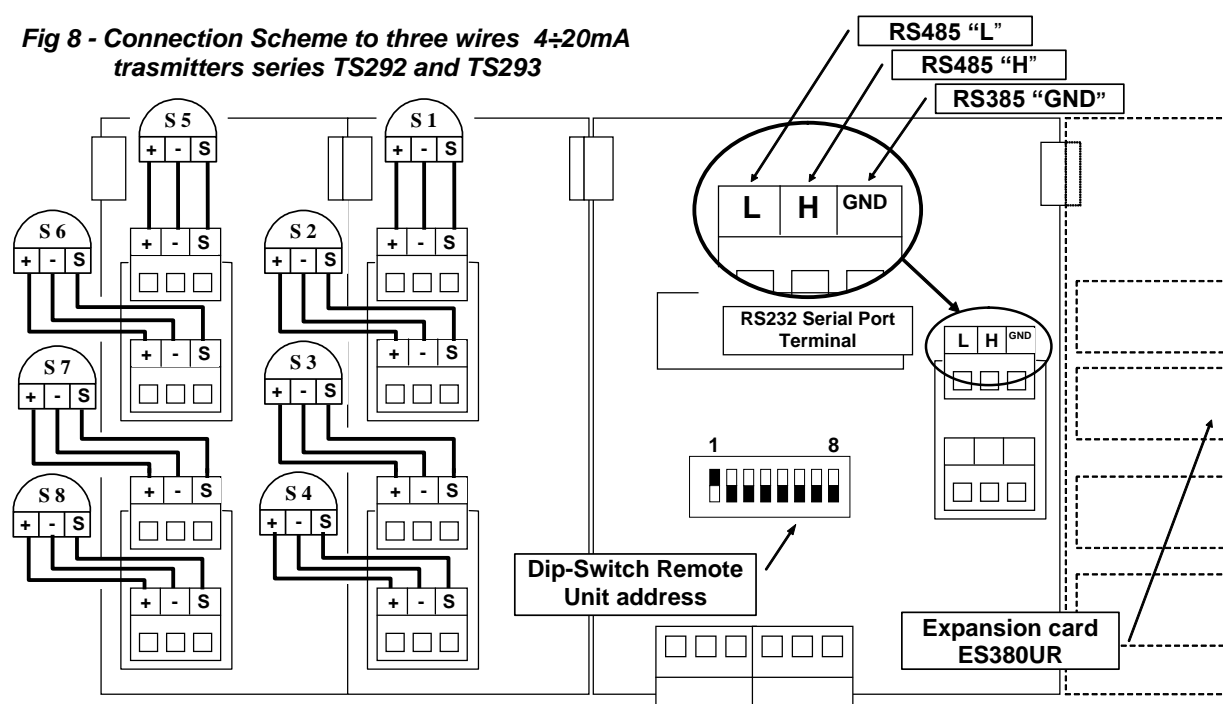 Fig 8 - Connection Scheme to three wires 4÷20mA
trasmitters series TS292 and TS293
RS485 “L”
RS485 “H”
RS385 “GND”
S 5
+ - S
S 1
+ - S
L H GND
S 6
+ - S
+ - S
S 2
+ - S
+ - S
RS232 Serial Port
Terminal
L H GND
+ - S
+ - S
S 7
+ - S
S 3
+ - S
1 8
+ - S
+ - S
S 8
+ - S
S 4
+ - S
Dip-Switch Remote
Unit address
+ - S
+ - S
Expansion card
ES380UR